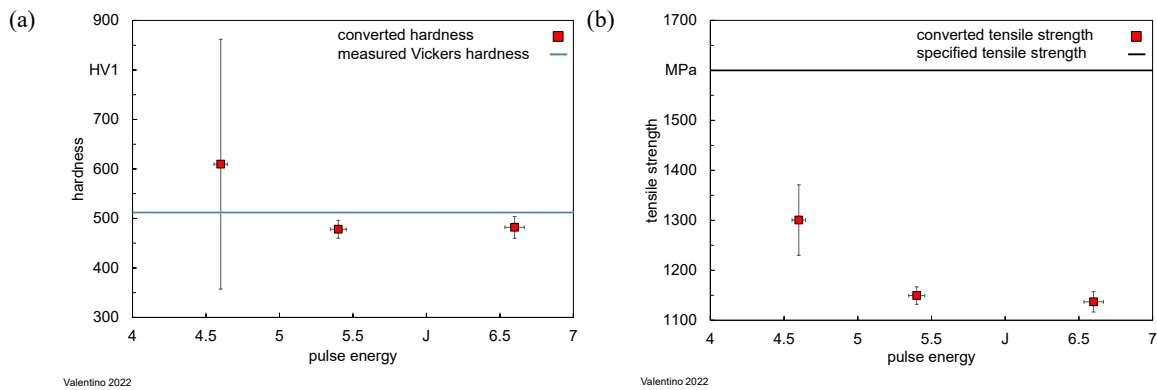 (a)
900
HV1
700
600
500
400
300
hardness
converted hardness
measured Vickers hardness
4 4.5 5 5.5 J 6.5 7
pulse energy
Valentino 2022
(b)
1700
MPa
1500
1400
1300
1200
1100
tensile strength
converted tensile strength
specified tensile strength
4 4.5 5 5.5 J 6.5 7
pulse energy
Valentino 2022